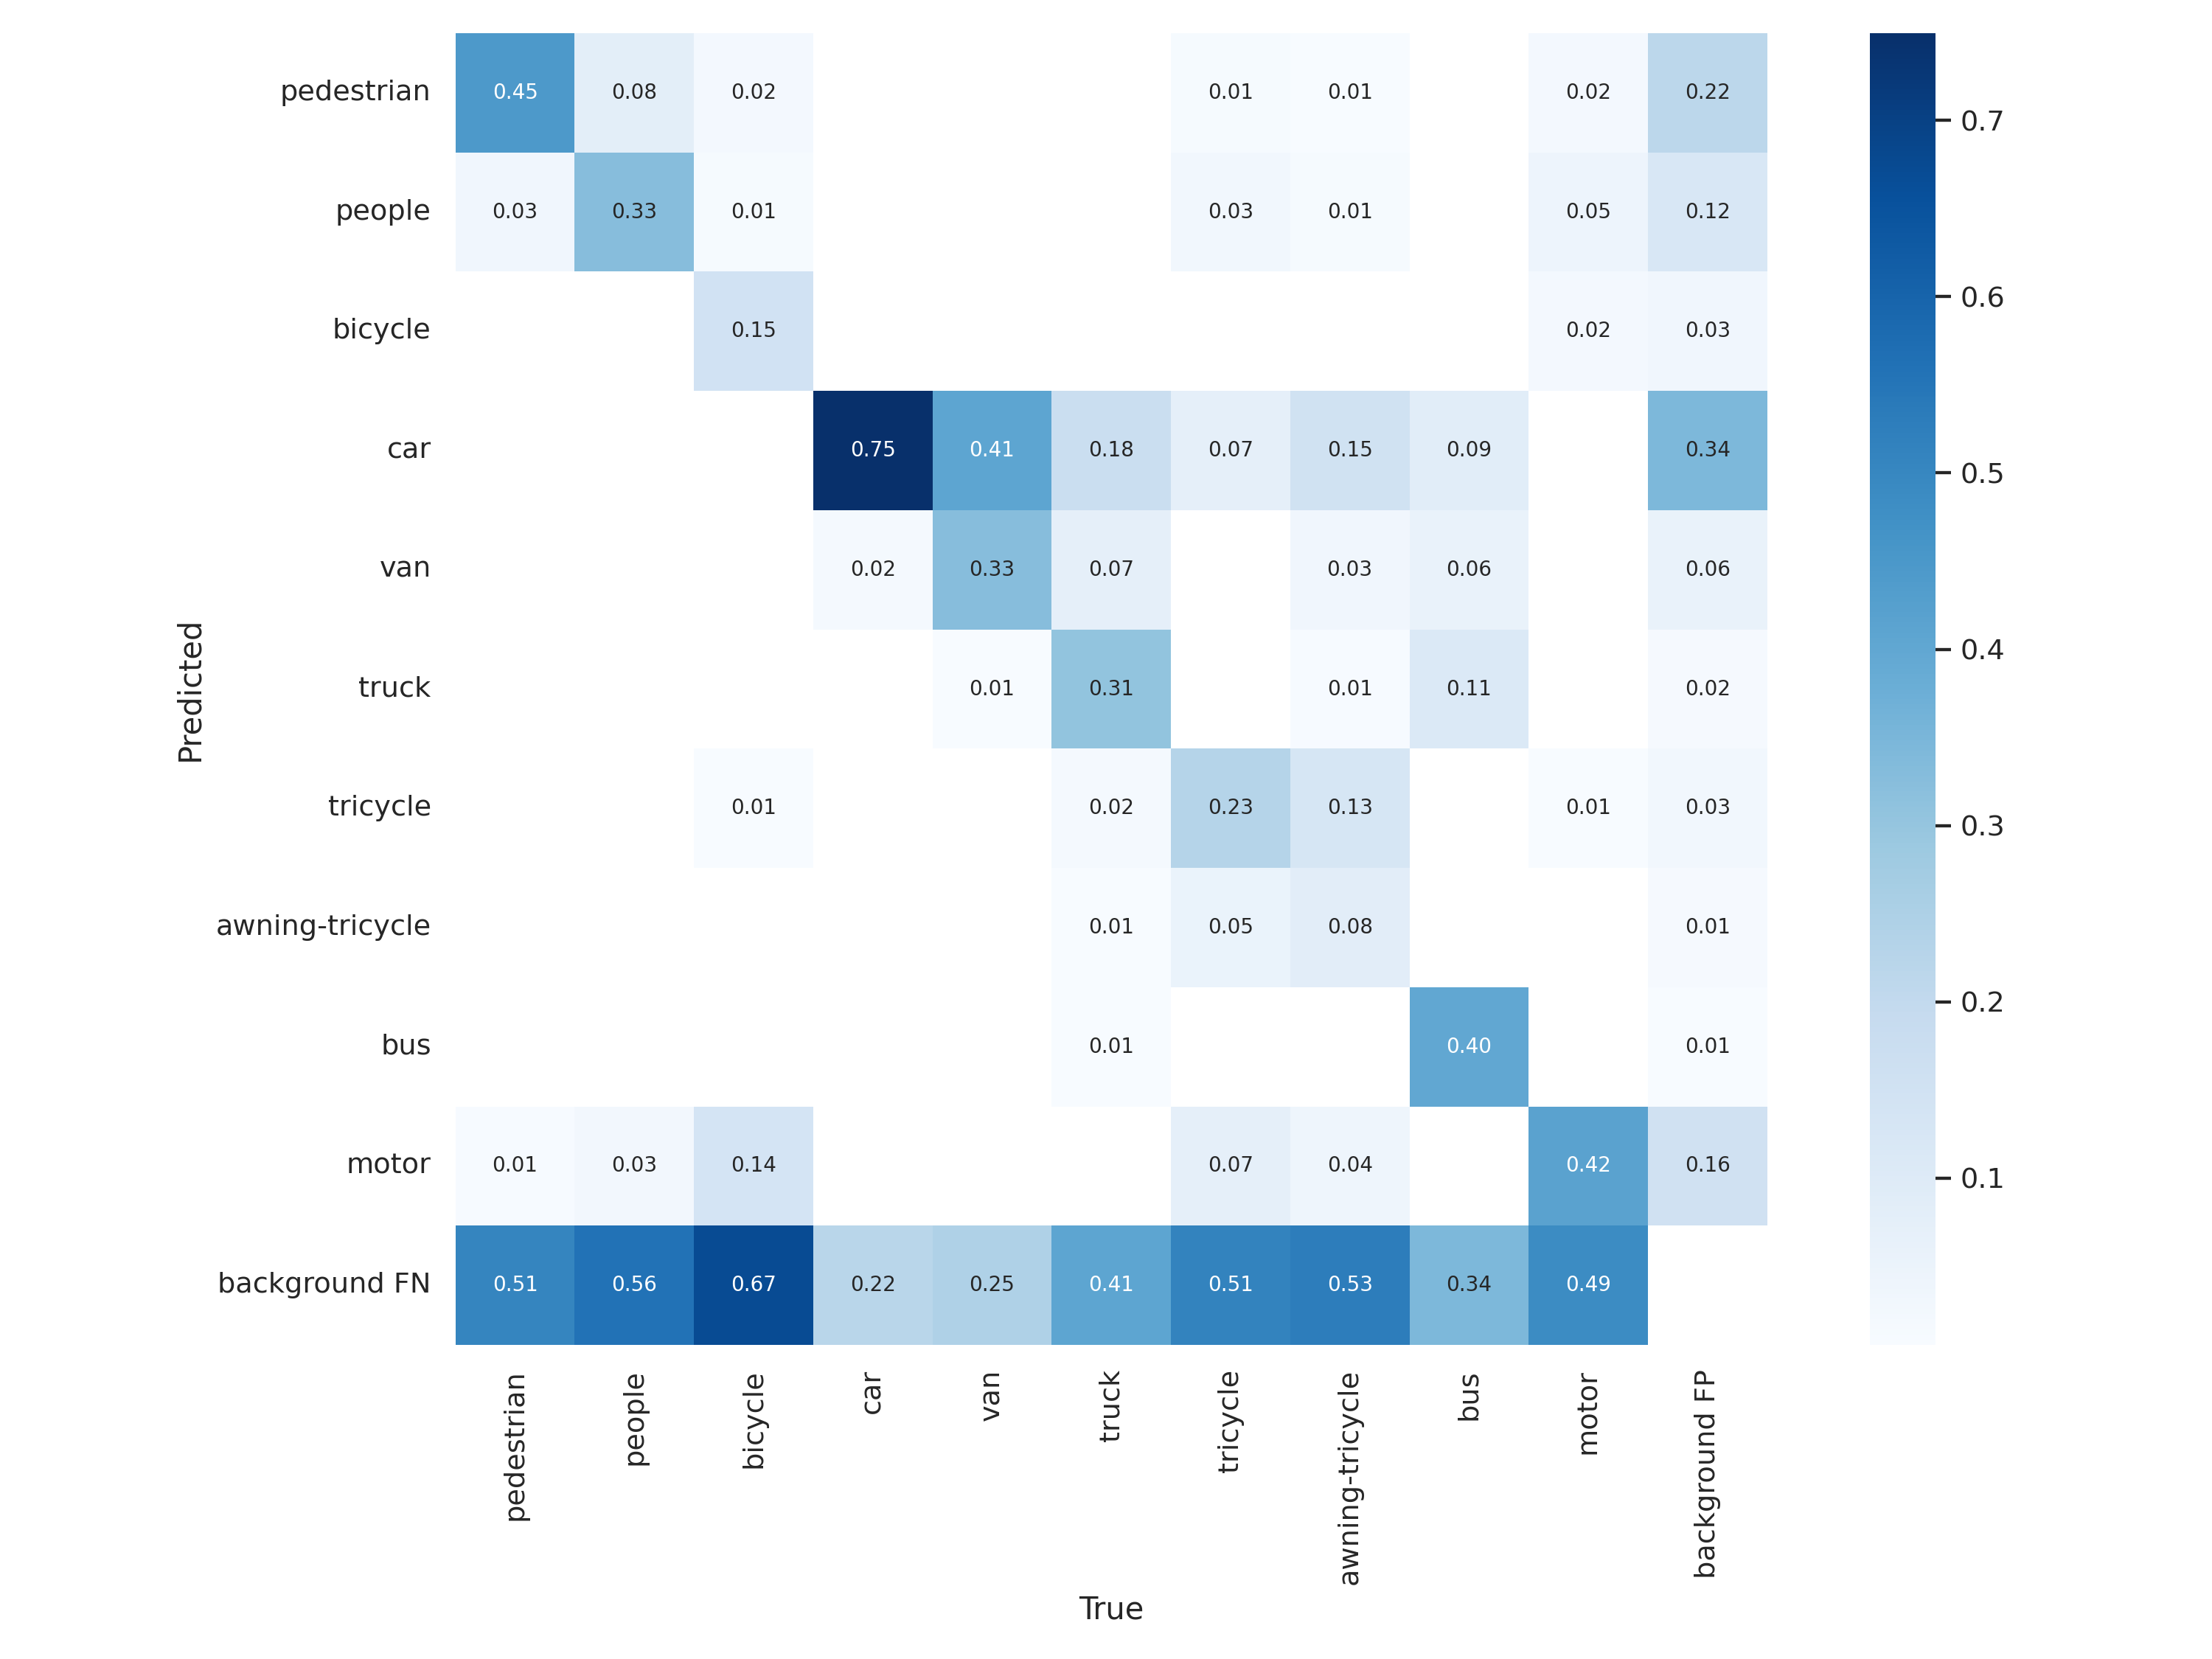 pedestrian 0.45 0.08 0.02 0.01 0.01 0.02 0.22
people 0.03 0.33 0.01 0.03 0.01 0.05 0.12
bicycle 0.15 0.02 0.03
car 0.75 0.41 0.18 0.07 0.15 0.09 0.34
van 0.02 0.33 0.07 0.03 0.06 0.06
truck 0.01 0.31 0.01 0.11 0.02
tricycle 0.01 0.02 0.23 0.13 0.01 0.03
awning-tricycle 0.01 0.05 0.08 0.01
bus 0.01 0.40 0.01
motor 0.01 0.03 0.14 0.07 0.04 0.42 0.16
background FN 0.51 0.56 0.67 0.22 0.25 0.41 0.51 0.53 0.34 0.49
Predicted
pedestrian
people
bicycle
car
van
truck
tricycle
awning-tricycle
bus
motor
background FP
True
0.7
0.6
0.5
0.4
0.3
0.2
0.1